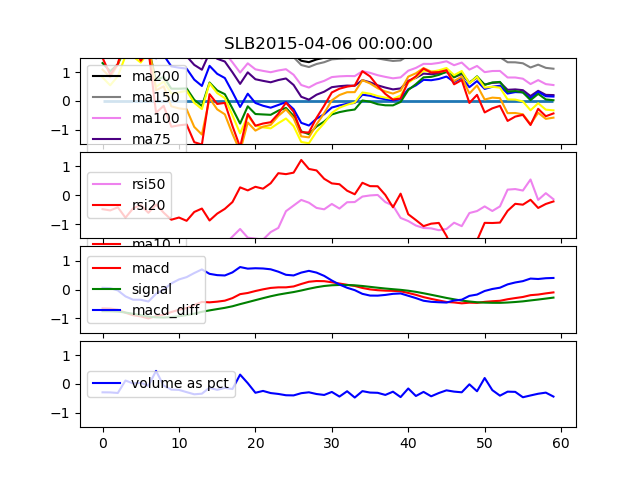 SLB2015-04-06 00:00:00
1
0
−1
ma200
ma150
ma100
ma75
1
0
−1
rsi50
rsi20
ma10
1
0
−1
macd
signal
macd_diff
1
0
−1
volume as pct
0 10 20 30 40 50 60